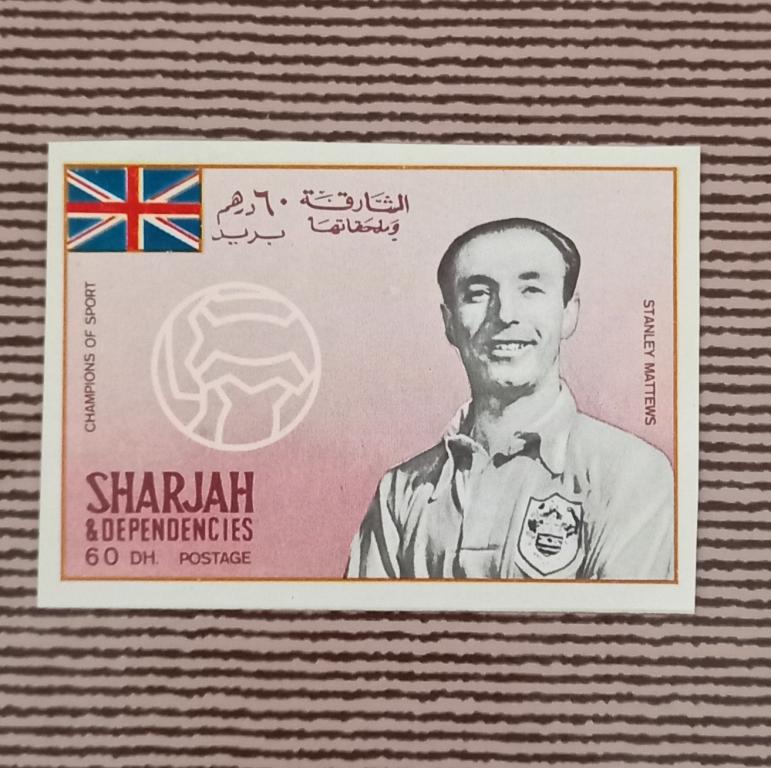 الشارقة ٦٠ درهم
وملحقاتها بريد
CHAMPIONS OF SPORT
STANLEY MATTEWS
SHARJAH
& DEPENDENCIES
60 DH. POSTAGE